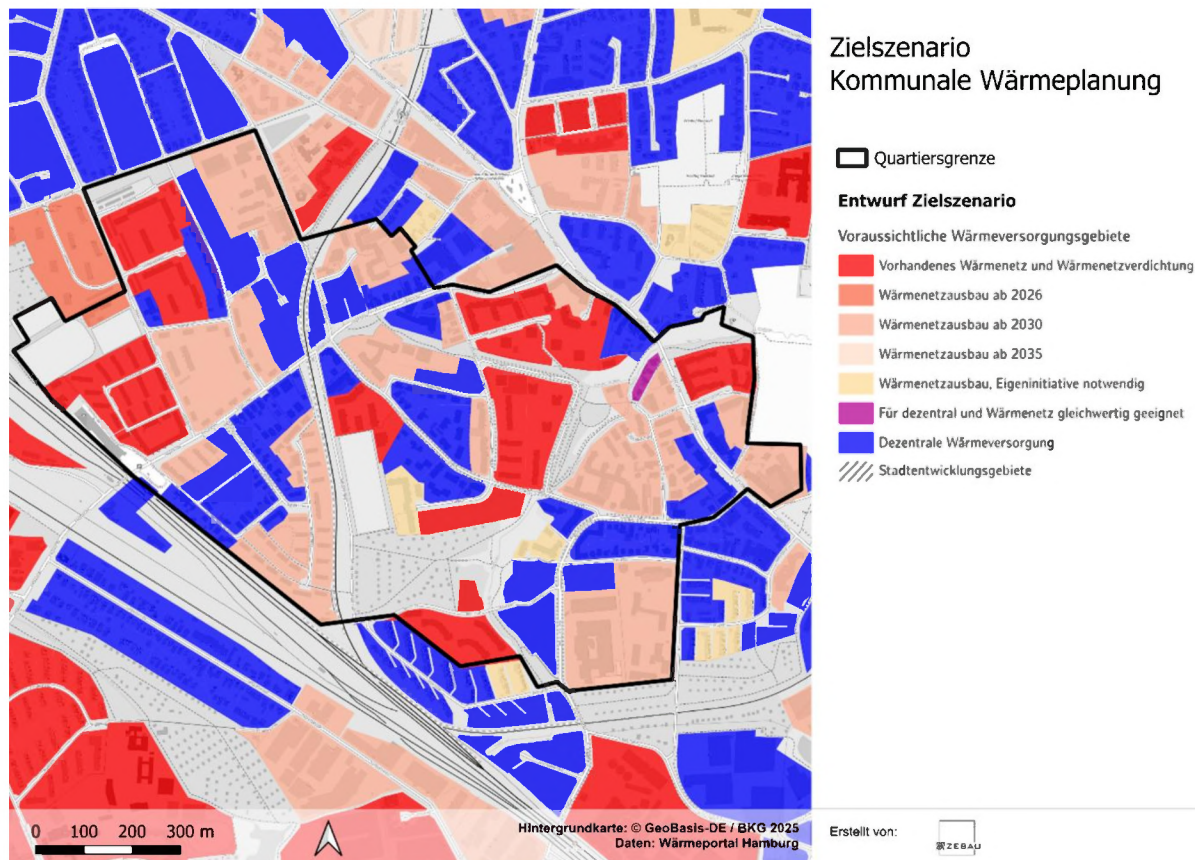 Zielszenario
Kommunale Wärmeplanung
Quartiersgrenze
Entwurf Zielszenario
Voraussichtliche Wärmeversorgungsgebiete
Vorhandenes Wärmenetz und Wärmenetzverdichtung
Wärmenetzausbau ab 2026
Wärmenetzausbau ab 2030
Wärmenetzausbau ab 2035
Wärmenetzausbau, Eigeninitiative notwendig
Für dezentral und Wärmenetz gleichwertig geeignet
Dezentrale Wärmeversorgung
Stadtentwicklungsgebiete
0 100 200 300 m
Hintergrundkarte: © GeoBasis-DE / BKG 2025
Daten: Wärmeportal Hamburg
Erstellt von:
ZEBAU